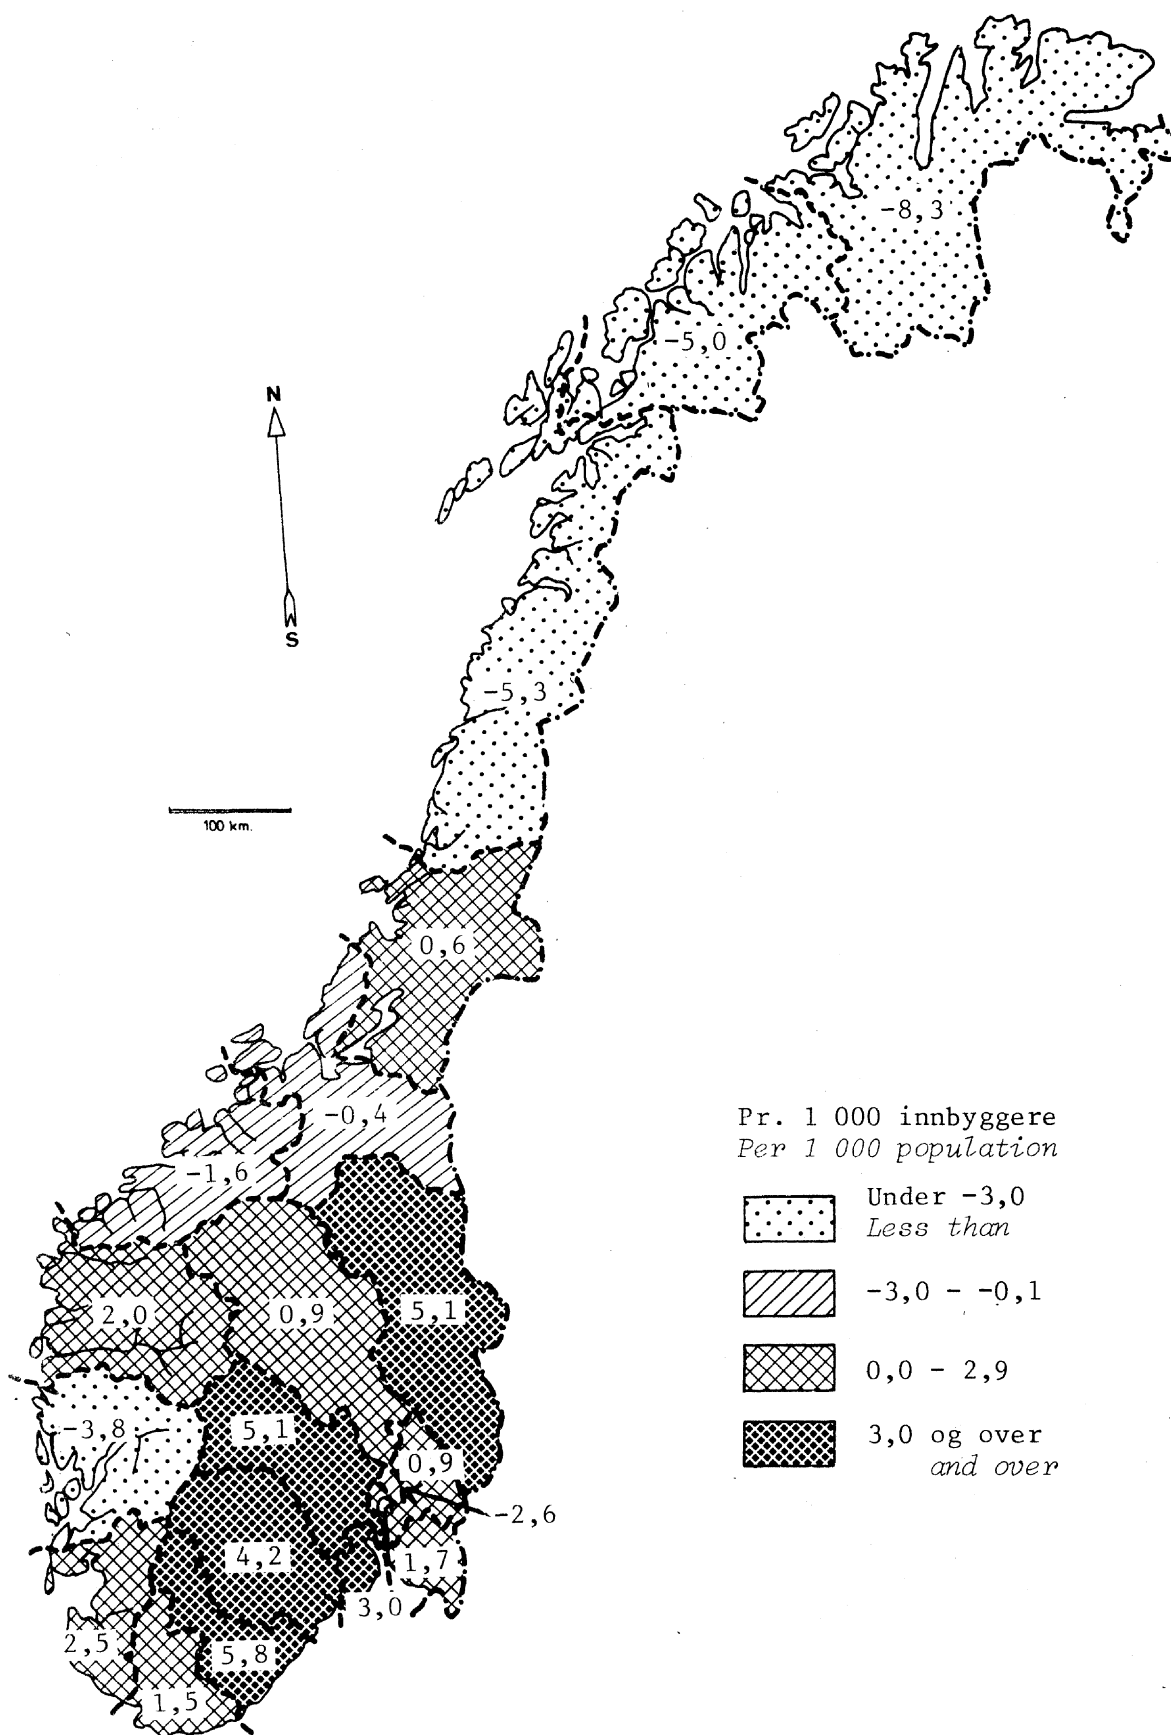 -8,3
-5,0
N
S
-5,3
100 km.
0,6
-0,4
-1,6
2,0
0,9
5,1
-3,8
5,1
0,9
-2,6
4,2
1,7
3,0
2,5
5,8
1,5
Pr. 1 000 innbyggere
Per 1 000 population
Under -3,0
Less than
-3,0 - -0,1
0,0 - 2,9
3,0 og over
and over